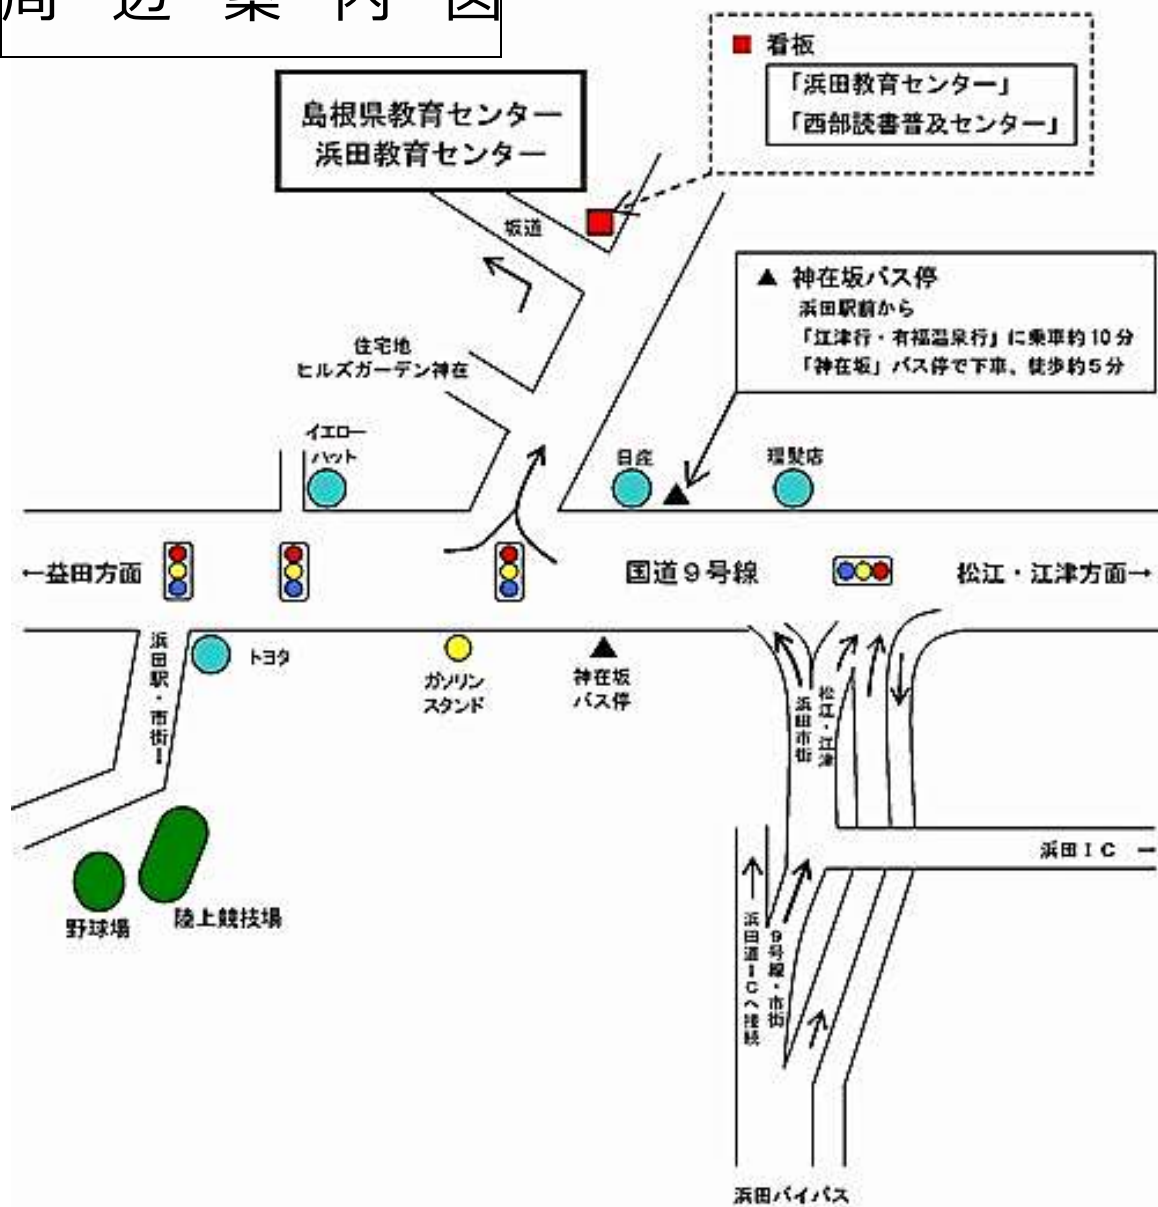 周辺案内図
島根県教育センター
浜田教育センター
看板
「浜田教育センター」
「西部読書普及センター」
坂道
神在坂バス停
浜田駅前から
「江津行・有福温泉行」に乗車約10分
「神在坂」バス停で下車、徒歩約5分
住宅地
ヒルズガーデン神在
イエロー
ハット
日産
理髪店
←益田方面
国道9号線
松江・江津方面→
浜田駅・市街
トヨタ
ガソリン
スタンド
神在坂
バス停
浜田市街
松江・江津
浜田IC
野球場
陸上競技場
浜田道ICへ接続
9号線・市街
浜田バイパス